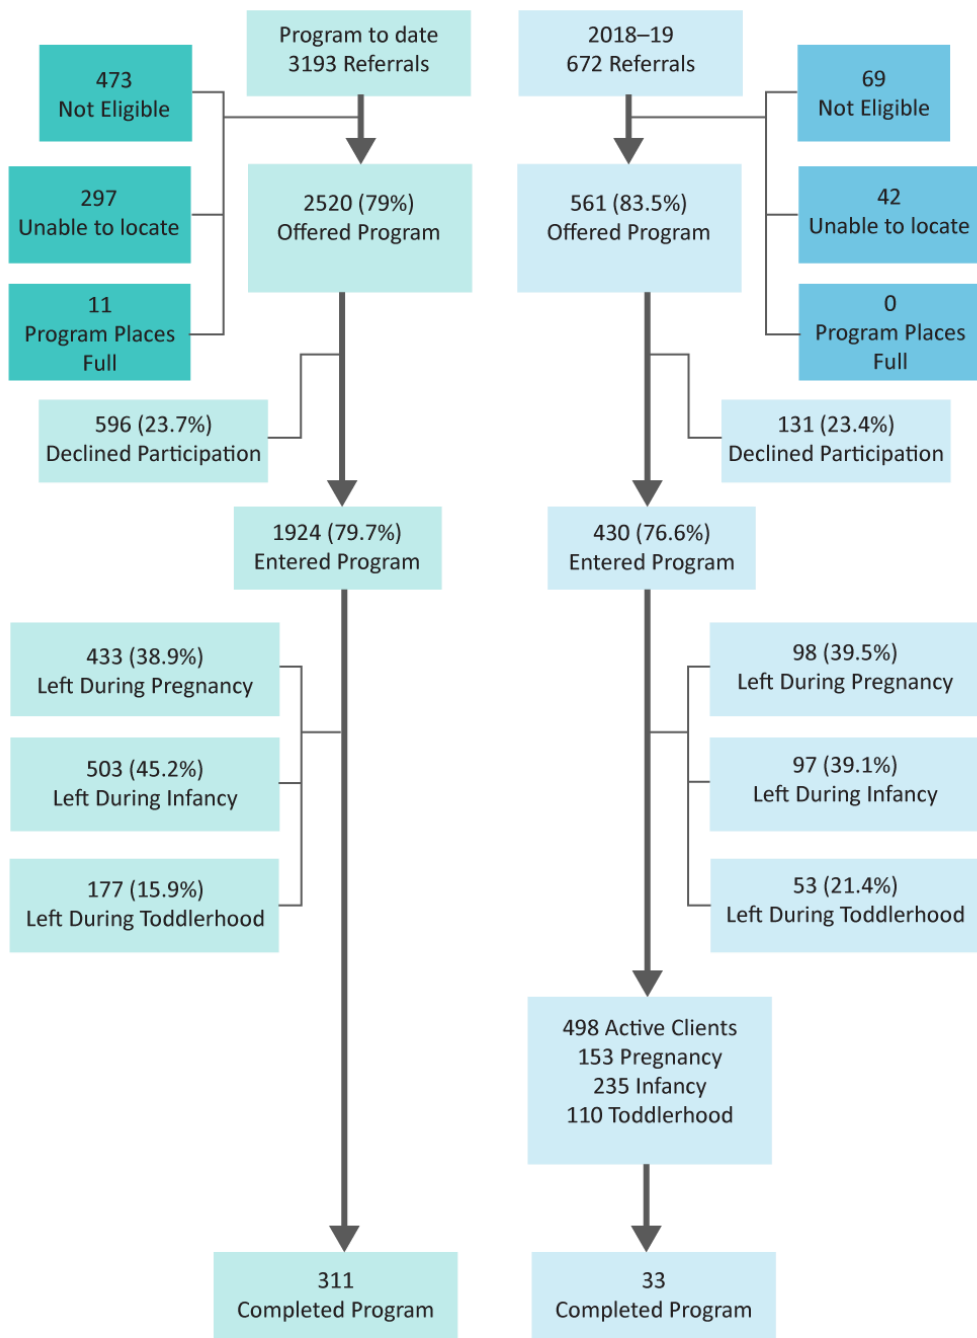 Program to date
3193 Referrals
2018–19
672 Referrals
473
Not Eligible
69
Not Eligible
297
Unable to locate
2520 (79%)
Offered Program
561 (83.5%)
Offered Program
42
Unable to locate
11
Program Places
Full
0
Program Places
Full
596 (23.7%)
Declined Participation
131 (23.4%)
Declined Participation
1924 (79.7%)
Entered Program
430 (76.6%)
Entered Program
433 (38.9%)
Left During Pregnancy
98 (39.5%)
Left During Pregnancy
503 (45.2%)
Left During Infancy
97 (39.1%)
Left During Infancy
177 (15.9%)
Left During Toddlerhood
53 (21.4%)
Left During Toddlerhood
498 Active Clients
153 Pregnancy
235 Infancy
110 Toddlerhood
311
Completed Program
33
Completed Program